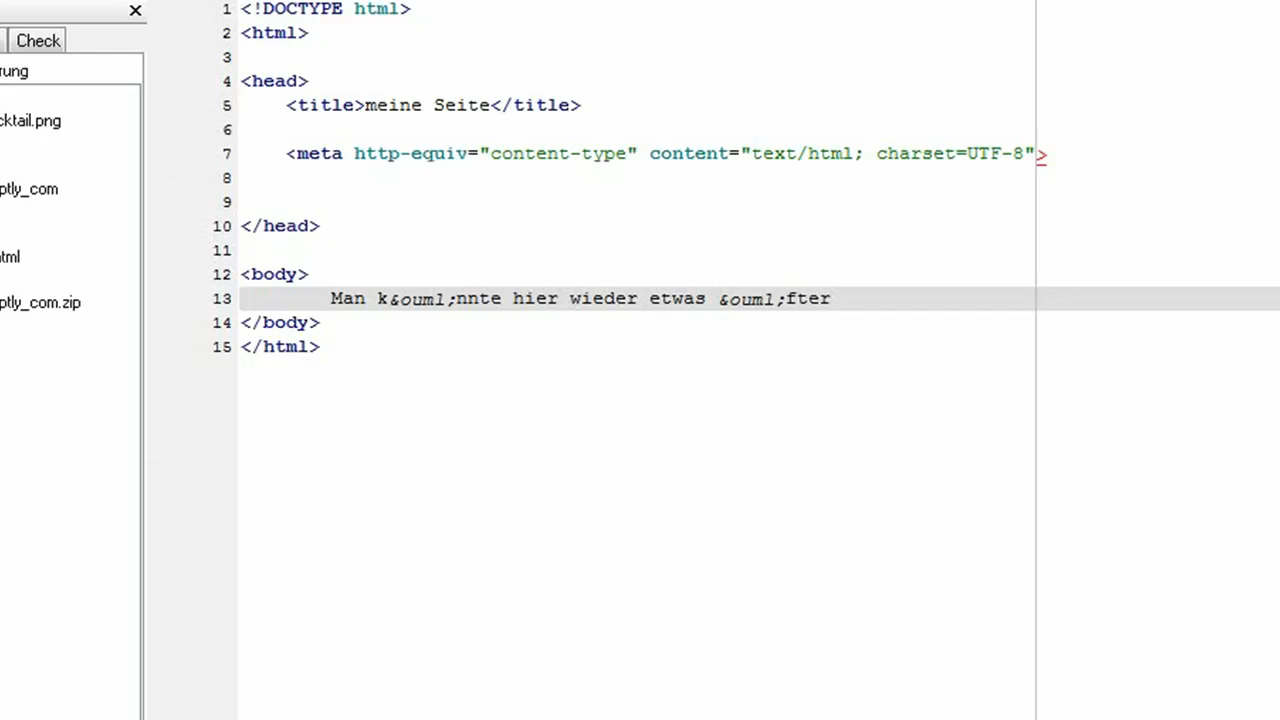 Check
rung
cktail.png
ptly_com
tml
ptly_com.zip
1 <!DOCTYPE html>
2 <html>
3
4 <head>
5 <title>meine Seite</title>
6
7 <meta http-equiv="content-type" content="text/html; charset=UTF-8">
8
9
10 </head>
11
12 <body>
13 Man k&ouml;nnte hier wieder etwas &ouml;fter
14 </body>
15 </html>